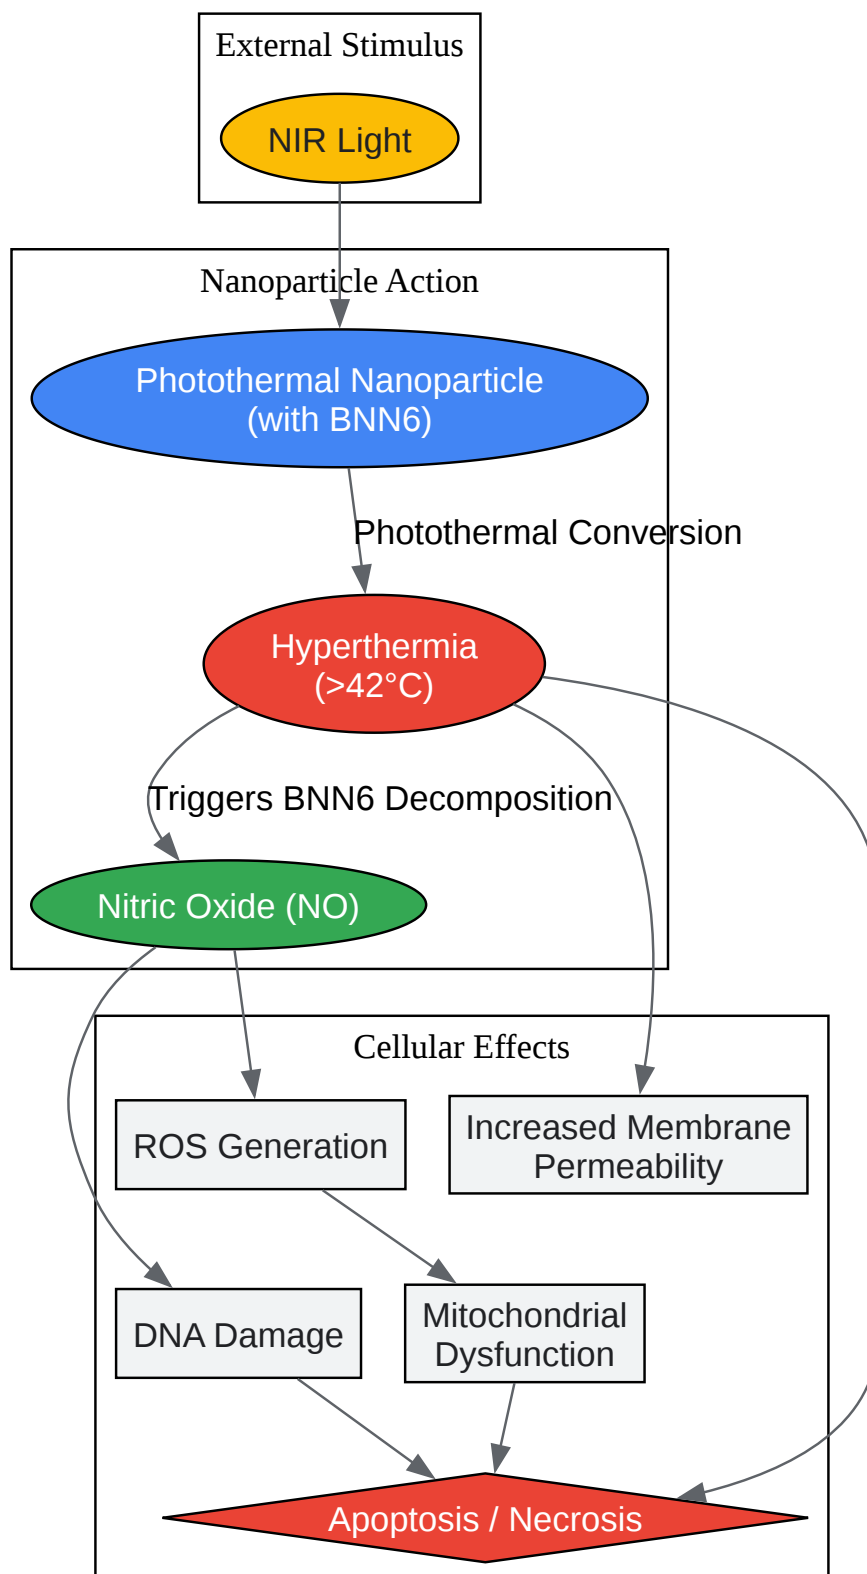 External Stimulus
NIR Light
Nanoparticle Action
Photothermal Nanoparticle
(with BNN6)
Photothermal Conversion
Hyperthermia
(>42°C)
Triggers BNN6 Decomposition
Nitric Oxide (NO)
Cellular Effects
ROS Generation
Increased Membrane
Permeability
DNA Damage
Mitochondrial
Dysfunction
Apoptosis / Necrosis